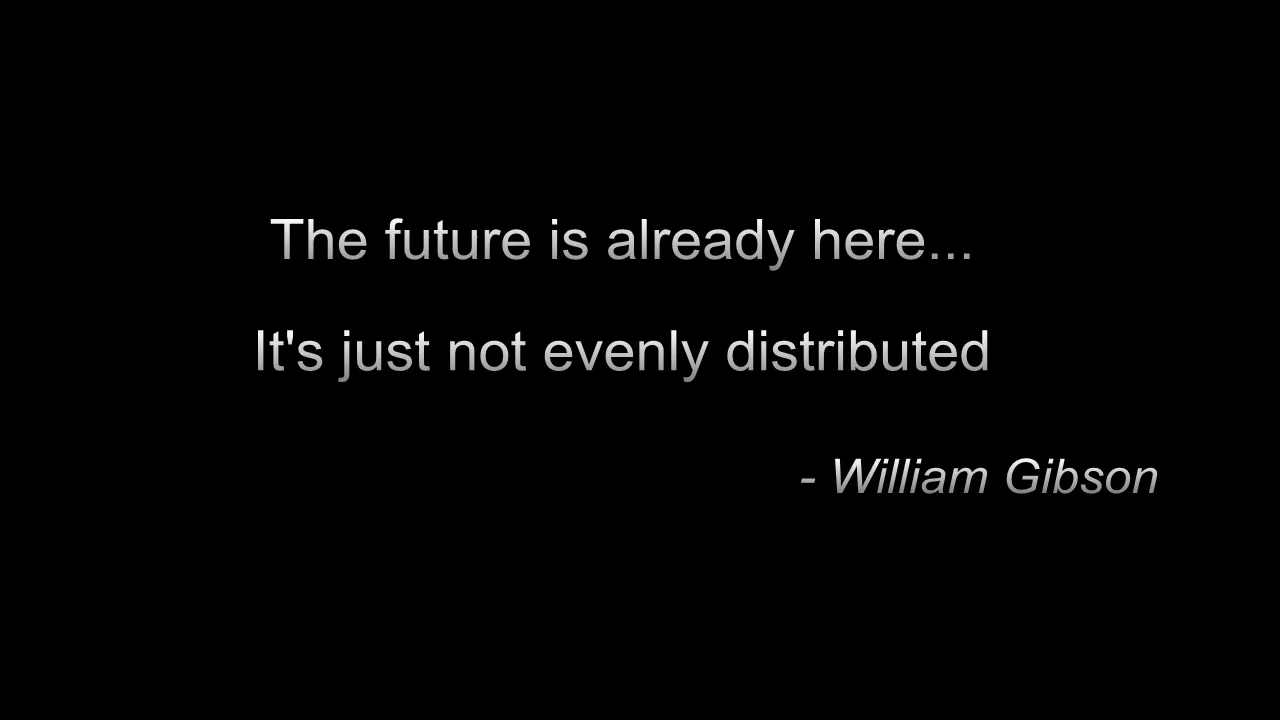 The future is already here...
It's just not evenly distributed
- William Gibson